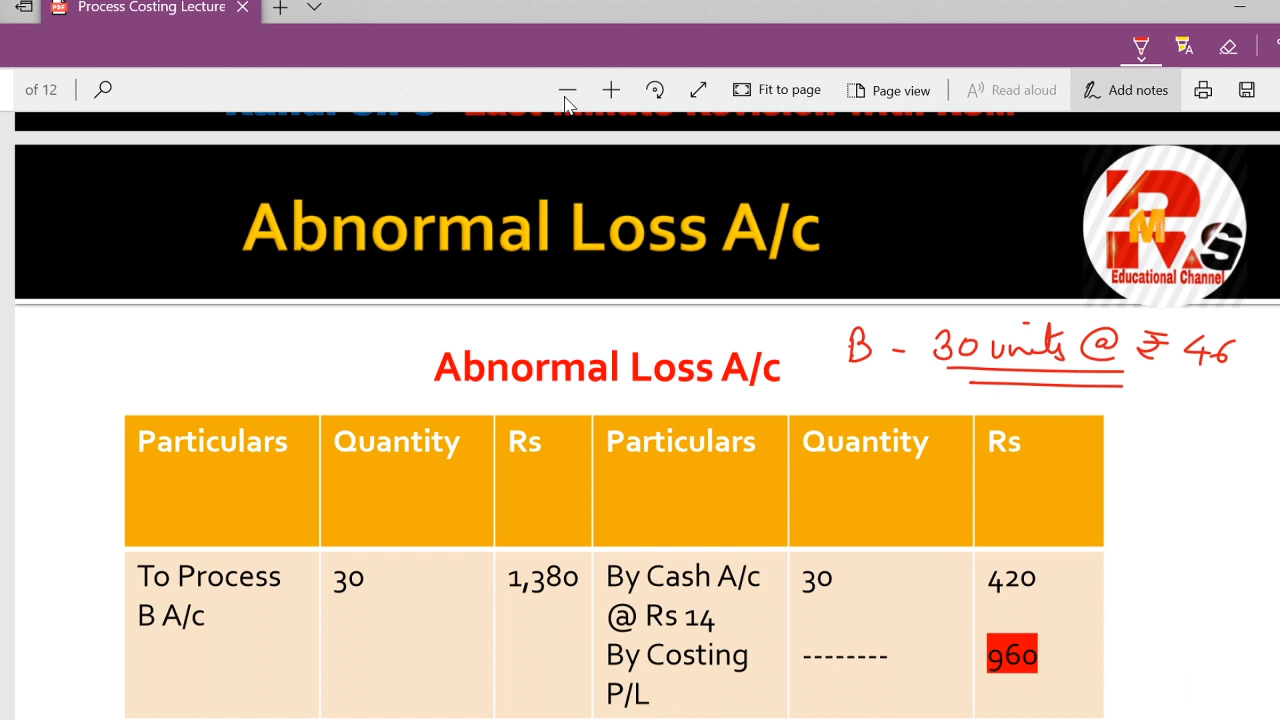 Process Costing Lecture
of 12
Fit to page
Page view
Read aloud
Add notes
Abnormal Loss A/c
RMS
Educational Channel
Abnormal Loss A/c
B - 30 units @ ₹ 46
Particulars Quantity Rs Particulars Quantity Rs
To Process 30 1,380 By Cash A/c 30 420
B A/c @ Rs 14
By Costing -------- 960
P/L